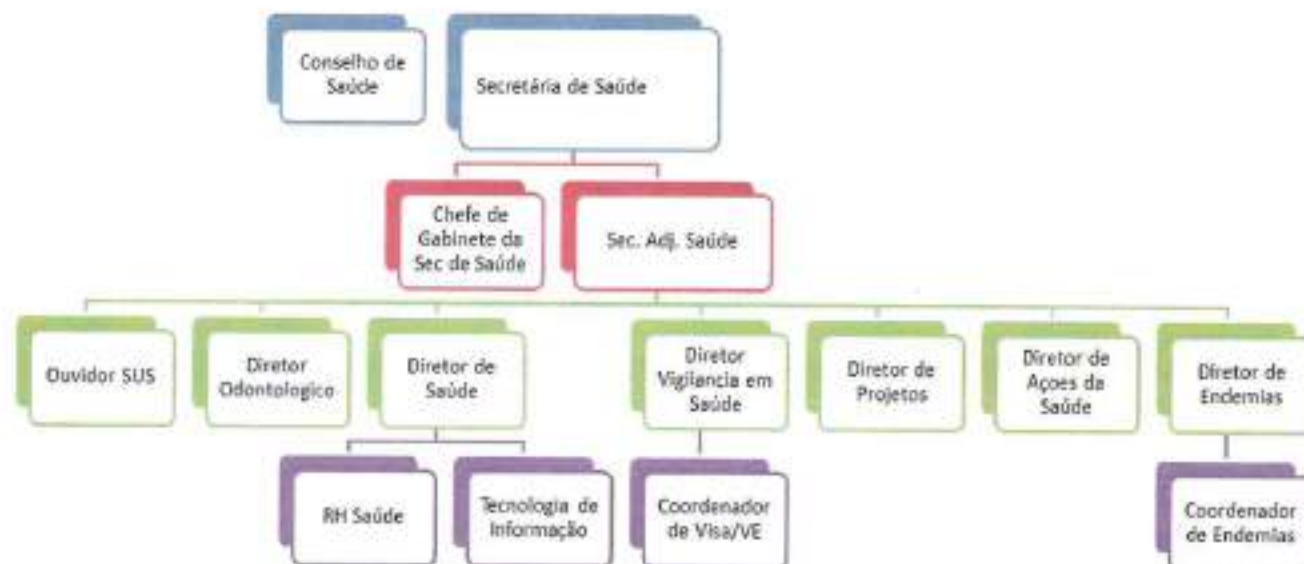 Conselho de
Saúde
Secretária de Saúde
Chefe de
Gabinete da
Sec de Saúde
Sec. Adj. Saúde
Ouvidor SUS
Diretor
Odontologico
Diretor de
Saúde
Diretor
Vigilancia em
Saúde
Diretor de
Projetos
Diretor de
Açoes da
Saúde
Diretor de
Endemias
RH Saúde
Tecnologia de
Informação
Coordenador
de Visa/VE
Coordenador
de Endemias